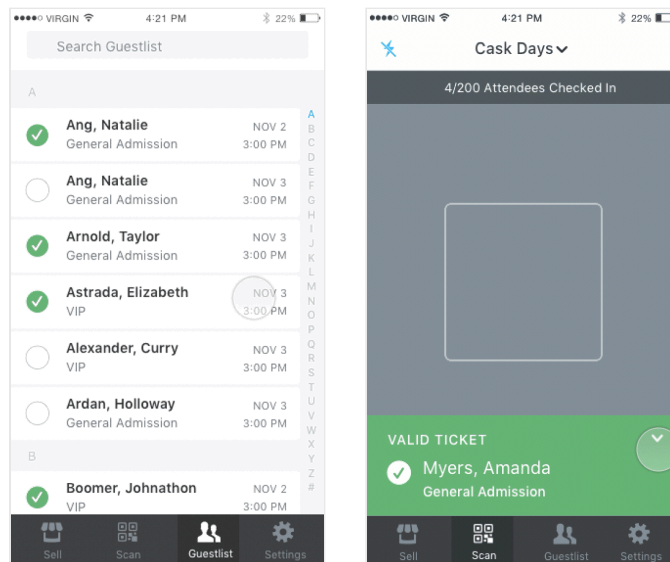 VIRGIN 4:21 PM 22%
Search Guestlist
A
Ang, Natalie NOV 2
General Admission 3:00 PM
Ang, Natalie NOV 3
General Admission 3:00 PM
Arnold, Taylor NOV 3
General Admission 3:00 PM
Astrada, Elizabeth NOV 3
VIP 3:00 PM
Alexander, Curry NOV 3
VIP 3:00 PM
Ardan, Holloway NOV 3
General Admission 3:00 PM
B
Boomer, Johnathon NOV 2
VIP 3:00 PM
A
B
C
D
E
F
G
H
I
J
K
L
M
N
O
P
Q
R
S
T
U
V
W
X
Y
Z
#
Sell Scan Guestlist Settings
VIRGIN 4:21 PM 22%
Cask Days
4/200 Attendees Checked In
VALID TICKET
Myers, Amanda
General Admission
Sell Scan Guestlist Settings